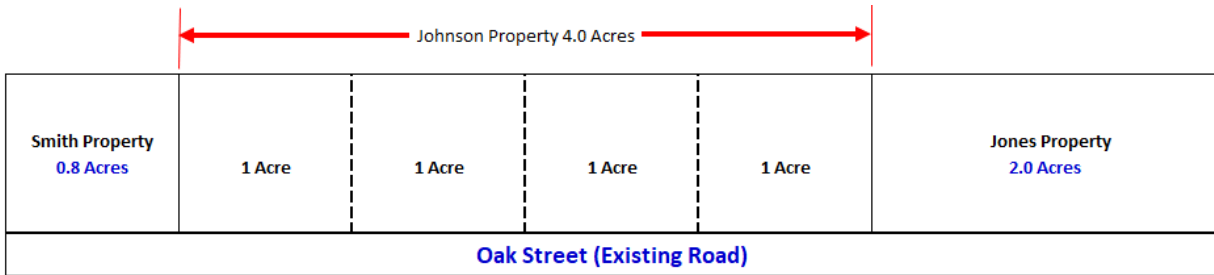 Johnson Property 4.0 Acres
Smith Property
0.8 Acres
1 Acre
1 Acre
1 Acre
1 Acre
Jones Property
2.0 Acres
Oak Street (Existing Road)